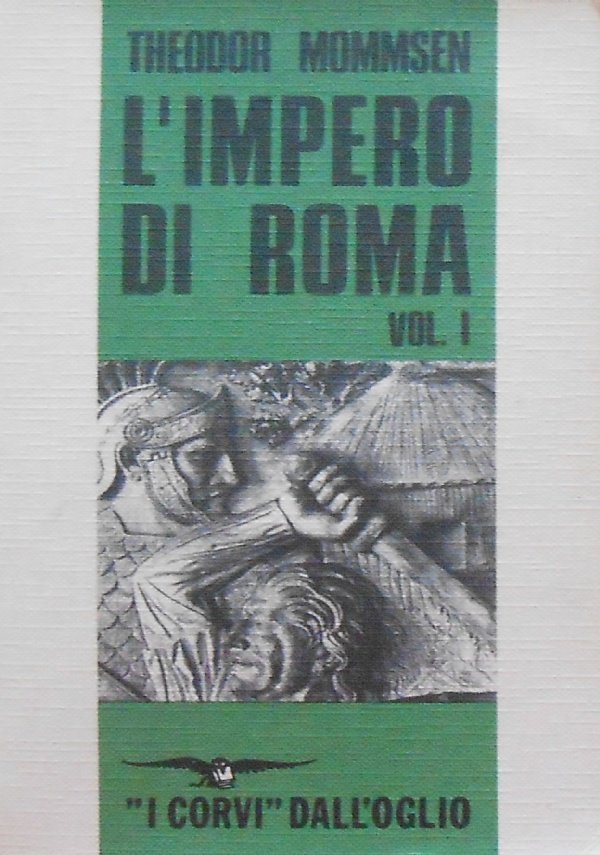 THEODOR MOMMSEN
L'IMPERO
DI ROMA
VOL. I
"I CORVI" DALL'OGLIO